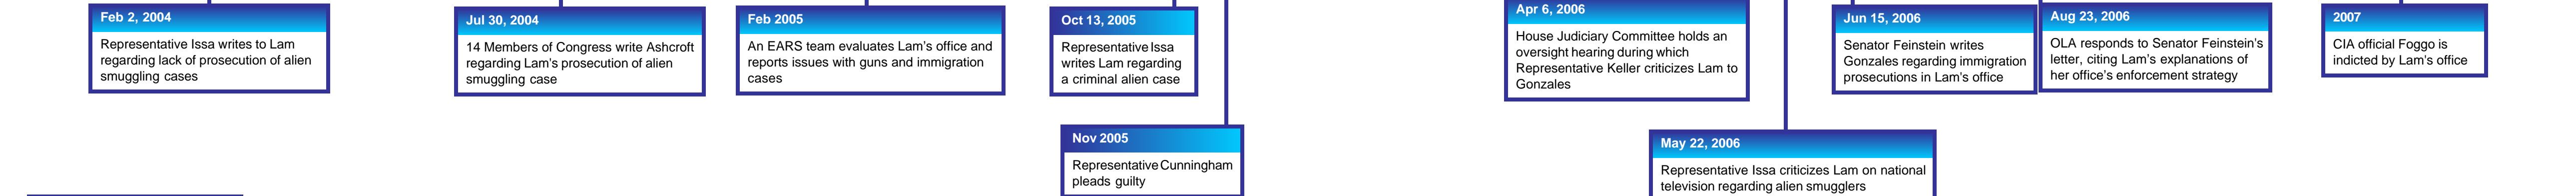 Feb 2, 2004
Representative Issa writes to Lam
regarding lack of prosecution of alien
smuggling cases
Jul 30, 2004
14 Members of Congress write Ashcroft
regarding Lam's prosecution of alien
smuggling case
Feb 2005
An EARS team evaluates Lam's office and
reports issues with guns and immigration
cases
Oct 13, 2005
Representative Issa
writes Lam regarding
a criminal alien case
Nov 2005
Representative Cunningham
pleads guilty
Apr 6, 2006
House Judiciary Committee holds an
oversight hearing during which
Representative Keller criticizes Lam to
Gonzales
May 22, 2006
Representative Issa criticizes Lam on national
television regarding alien smugglers
Jun 15, 2006
Senator Feinstein writes
Gonzales regarding immigration
prosecutions in Lam's office
Aug 23, 2006
OLA responds to Senator Feinstein's
letter, citing Lam's explanations of
her office's enforcement strategy
2007
CIA official Foggo is
indicted by Lam's office